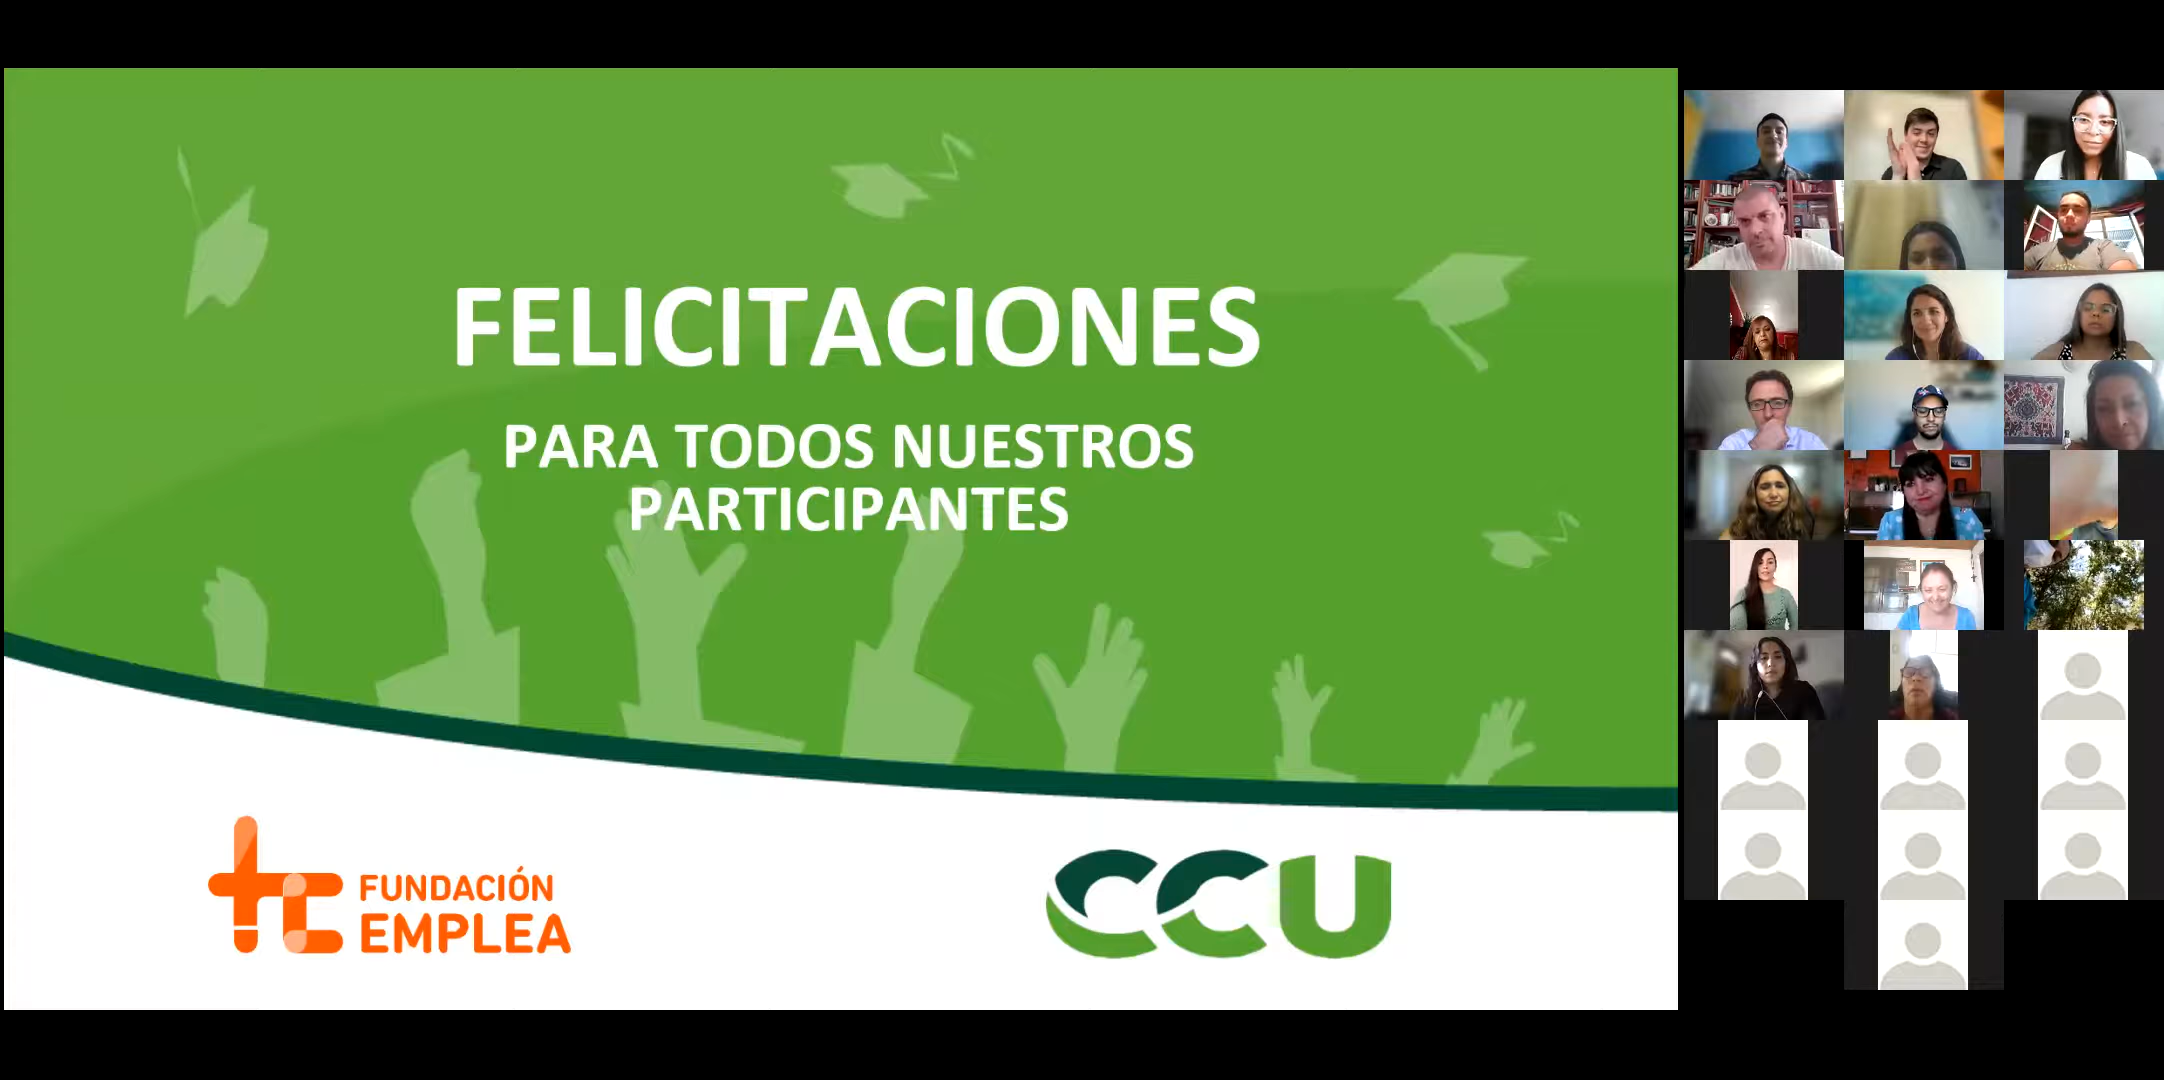 FELICITACIONES
PARA TODOS NUESTROS
PARTICIPANTES
FUNDACIÓN
EMPLEA
CCU